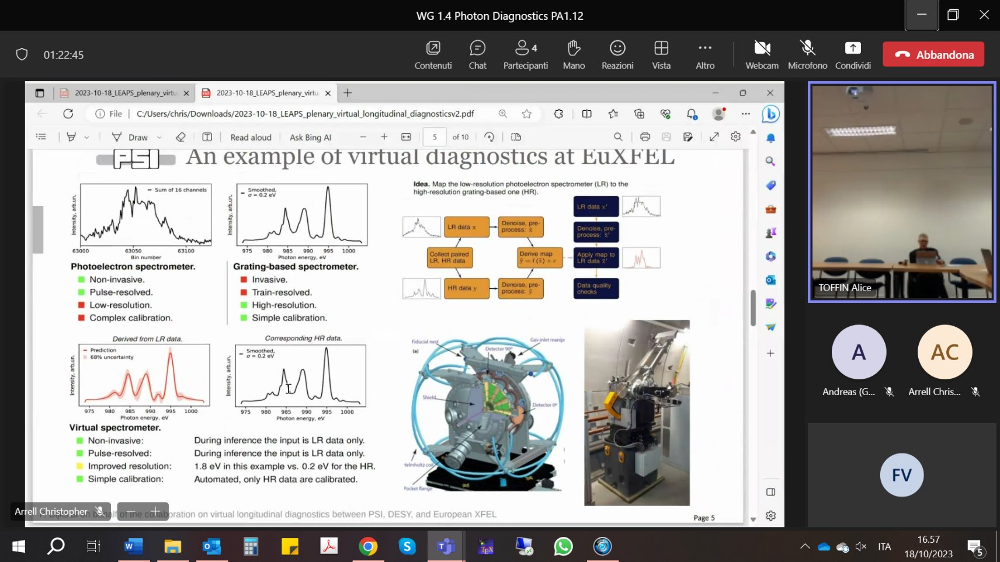 WG 1.4 Photon Diagnostics PA1.12
01:22:45
Contenuti
Chat
4
Partecipanti
Mano
Reazioni
Vista
Altro
Webcam
Microfono
Condividi
Abbandona
2023-10-18_LEAPS_plenary_virtu
2023-10-18_LEAPS_plenary_virtu
File
C:/Users/chris/Downloads/2023-10-18_LEAPS_plenary_virtual_longitudinal_diagnosticsv2.pdf
Draw
Read aloud
Ask Bing AI
5
of 10
PSI
An example of virtual diagnostics at EuXFEL
Intensity, arb.un.
Sum of 16 channels
63000 63050 63100
Bin number
Intensity, arb.un.
Smoothed,
σ = 0.2 eV
975 980 985 990 995 1000
Photon energy, eV
Photoelectron spectrometer.
Non-invasive.
Pulse-resolved.
Low-resolution.
Complex calibration.
Grating-based spectrometer.
Invasive.
Train-resolved.
High-resolution.
Simple calibration.
Idea. Map the low-resolution photoelectron spectrometer (LR) to the
high-resolution grating-based one (HR).
LR data x
Denoise, pre-
process: x̃
Collect paired
LR, HR data
Derive map
ỹ = f(x̃) + ε
HR data y
Denoise, pre-
process: ỹ
LR data x′
Denoise, pre-
process: x̃′
Apply map to
LR data x̃′
Data quality
checks
Derived from LR data.
Intensity, arb.un.
Prediction
68% uncertainty
975 980 985 990 995 1000
Photon energy, eV
Corresponding HR data.
Intensity, arb.un.
Smoothed,
σ = 0.2 eV
975 980 985 990 995 1000
Photon energy, eV
Virtual spectrometer.
Non-invasive: During inference the input is LR data only.
Pulse-resolved: During inference the input is LR data only.
Improved resolution: 1.8 eV in this example vs. 0.2 eV for the HR.
Simple calibration: Automated, only HR data are calibrated.
(a)
Fiducial nest
Detector 90°
Gas-inlet manip
Shield
Detector 0°
Helmholtz coil
Pocket flange
half of the collaboration on virtual longitudinal diagnostics between PSI, DESY, and European XFEL
Page 5
Arrell Christopher
TOFFIN Alice
A
Andreas (G...
AC
Arrell Chris...
FV
ITA
16.57
18/10/2023
5